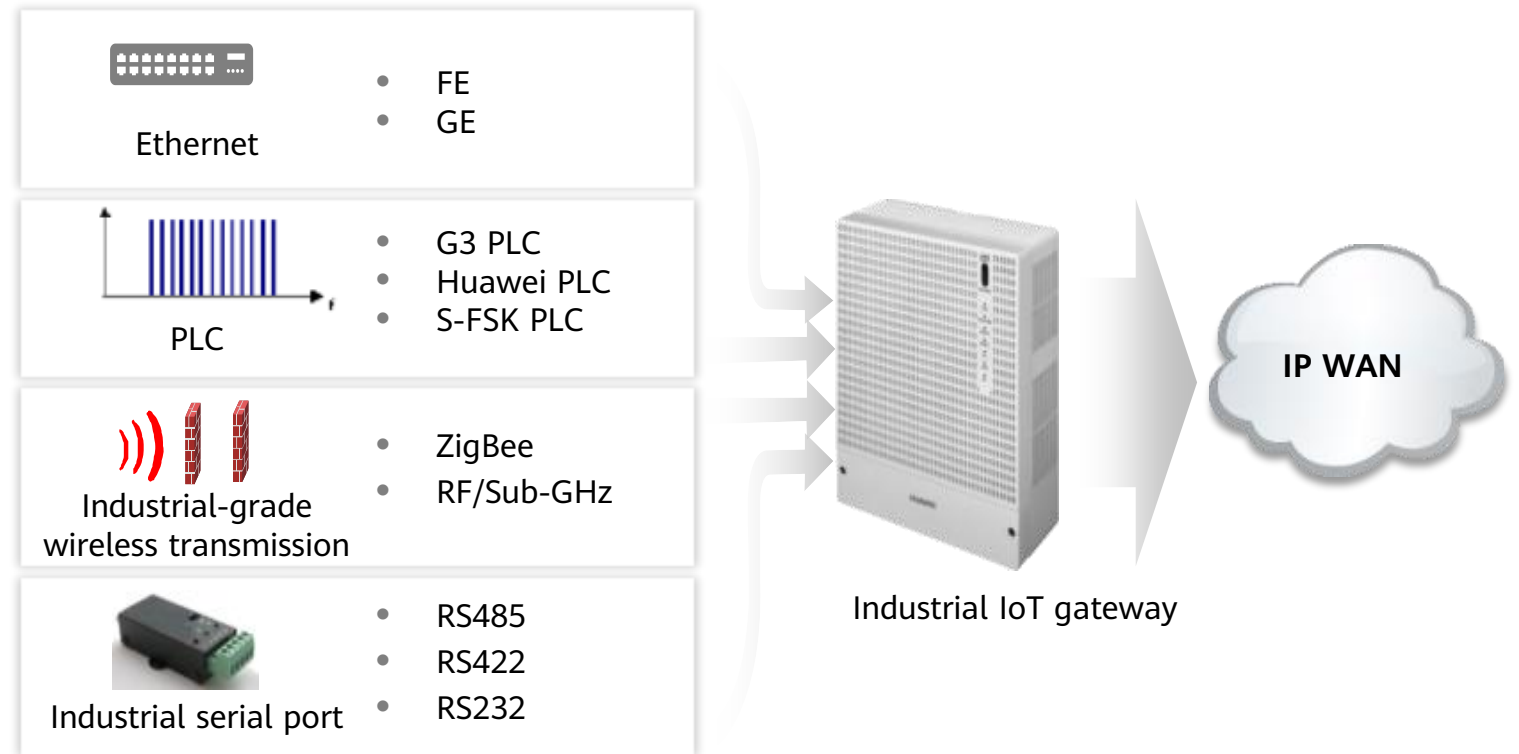 FE
GE
Ethernet
G3 PLC
Huawei PLC
S-FSK PLC
f
PLC
ZigBee
RF/Sub-GHz
Industrial-grade
wireless transmission
RS485
RS422
RS232
Industrial serial port
Industrial IoT gateway
IP WAN